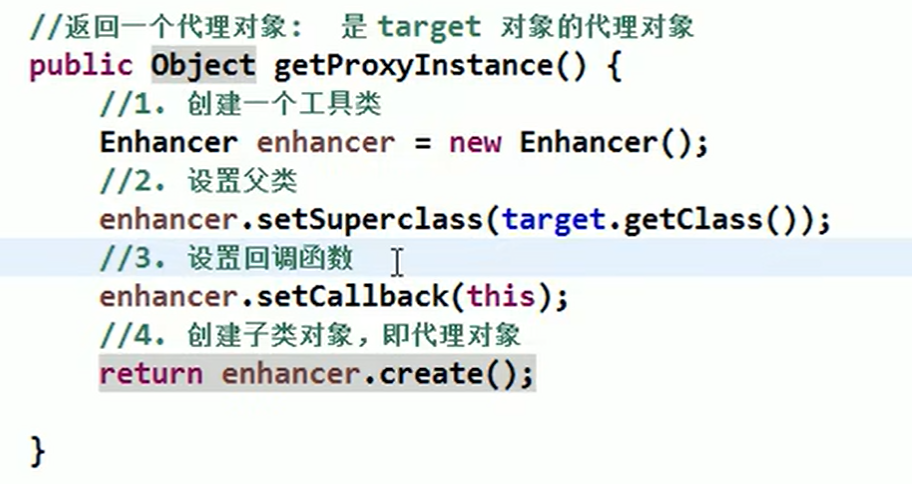 //返回一个代理对象： 是 target 对象的代理对象
public Object getProxyInstance() {
//1. 创建一个工具类
Enhancer enhancer = new Enhancer();
//2. 设置父类
enhancer.setSuperclass(target.getClass());
//3. 设置回调函数
enhancer.setCallback(this);
//4. 创建子类对象，即代理对象
return enhancer.create();
}